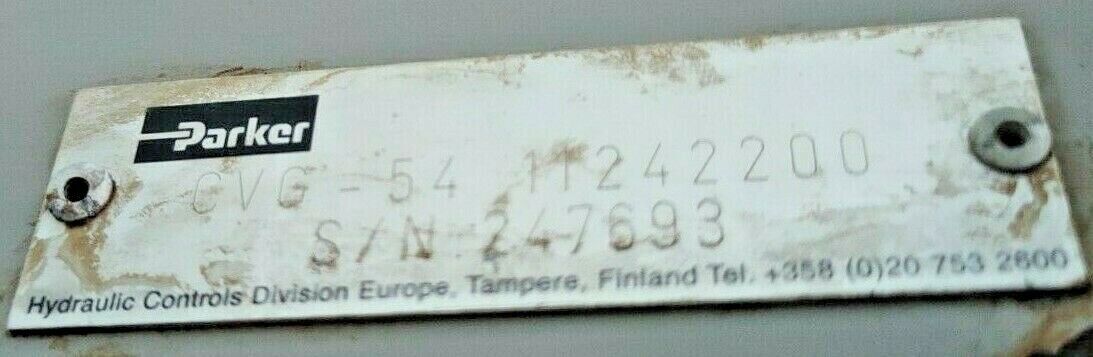 Parker
CVG-54 11242200
S/N 247693
Hydraulic Controls Division Europe, Tampere, Finland Tel. +358 (0)20 753 2600